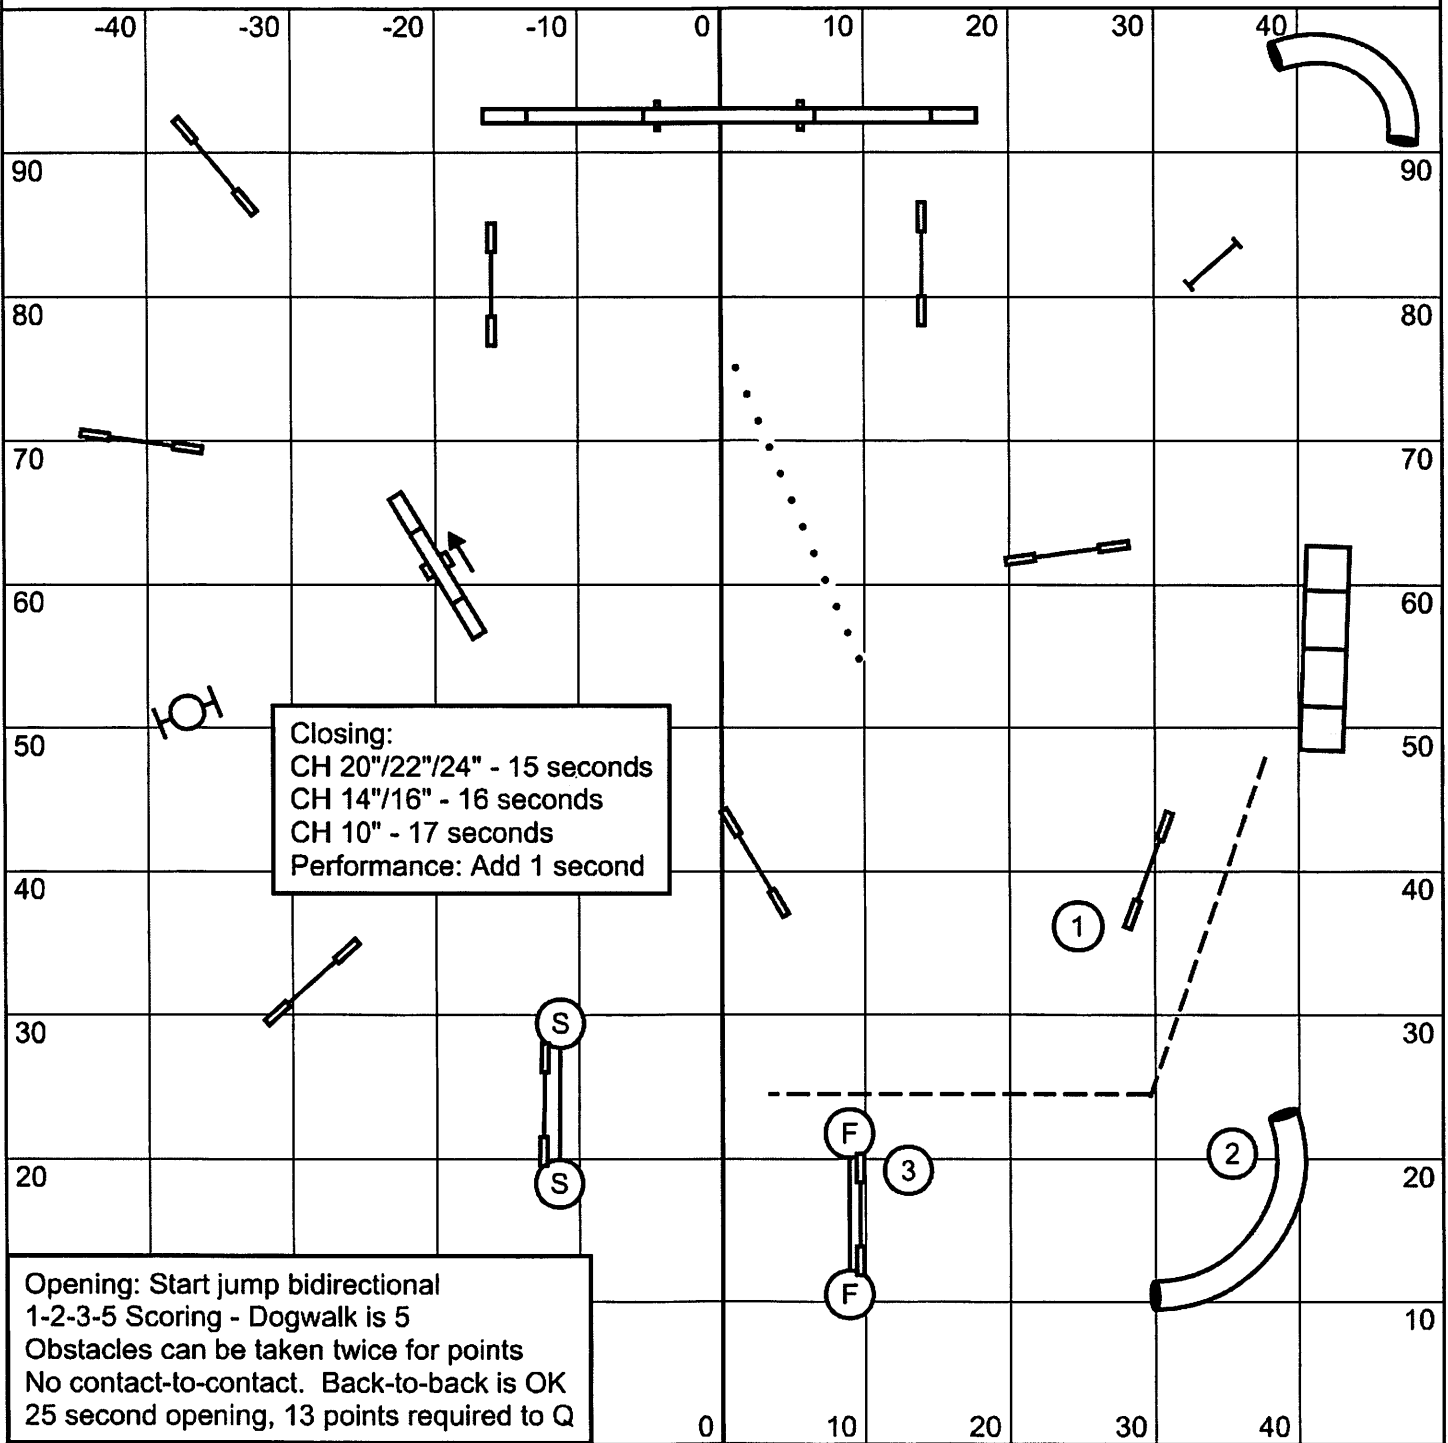 -40 -30 -20 -10 0 10 20 30 40
90 90
80 80
70 70
60 60
50 50
Closing:
CH 20"/22"/24" - 15 seconds
CH 14"/16" - 16 seconds
CH 10" - 17 seconds
Performance: Add 1 second
40 40
1
30 30
S
F
2
3
20 20
S
F
10
Opening: Start jump bidirectional
1-2-3-5 Scoring - Dogwalk is 5
Obstacles can be taken twice for points
No contact-to-contact. Back-to-back is OK
25 second opening, 13 points required to Q
0 10 20 30 40